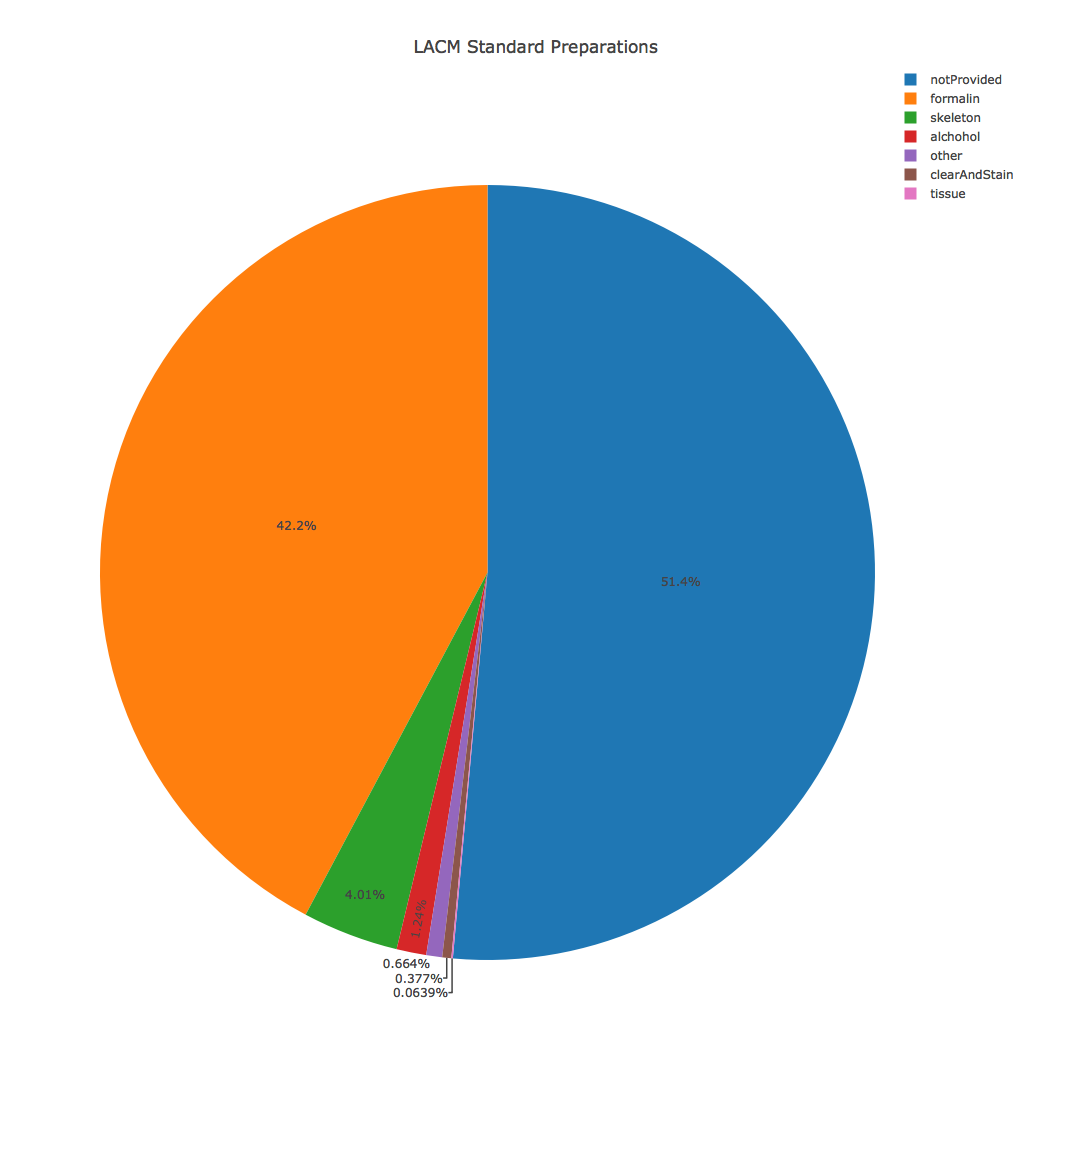 LACM Standard Preparations
notProvided
formalin
skeleton
alchohol
other
clearAndStain
tissue
42.2%
51.4%
4.01%
1.24%
0.664%
0.377%
0.0639%